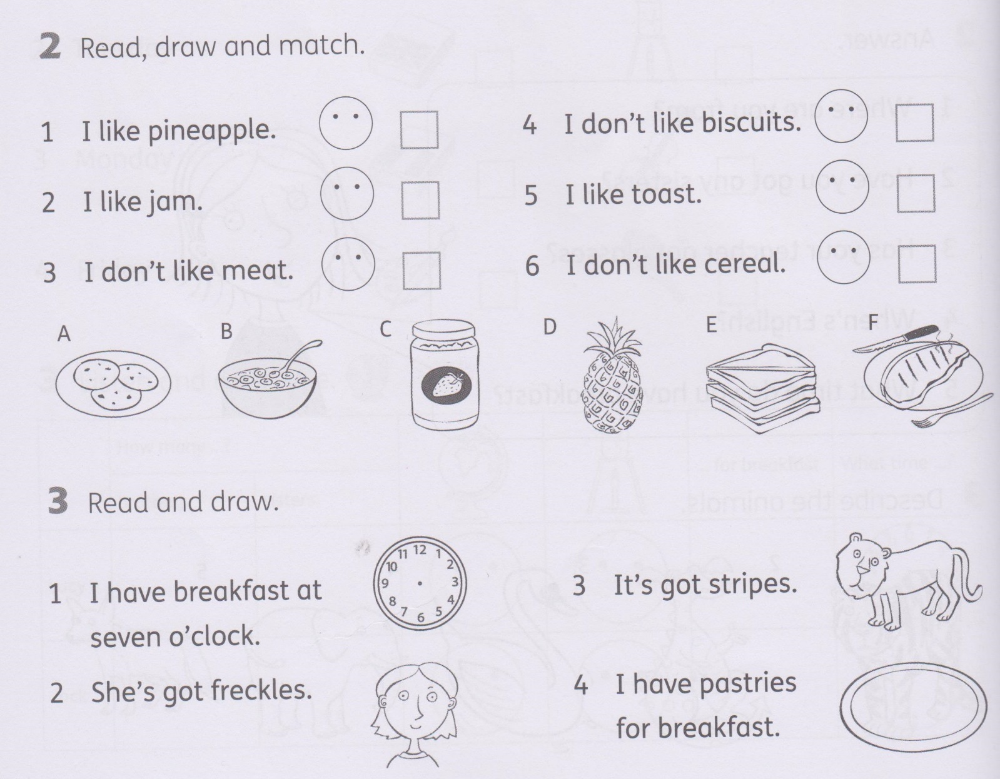 2 Read, draw and match.
1 I like pineapple.
2 I like jam.
3 I don't like meat.
4 I don't like biscuits.
5 I like toast.
6 I don't like cereal.
A B C D E F
3 Read and draw.
1 I have breakfast at
seven o'clock.
12 1 2 3 4 5 6 7 8 9 10 11
2 She's got freckles.
3 It's got stripes.
4 I have pastries
for breakfast.